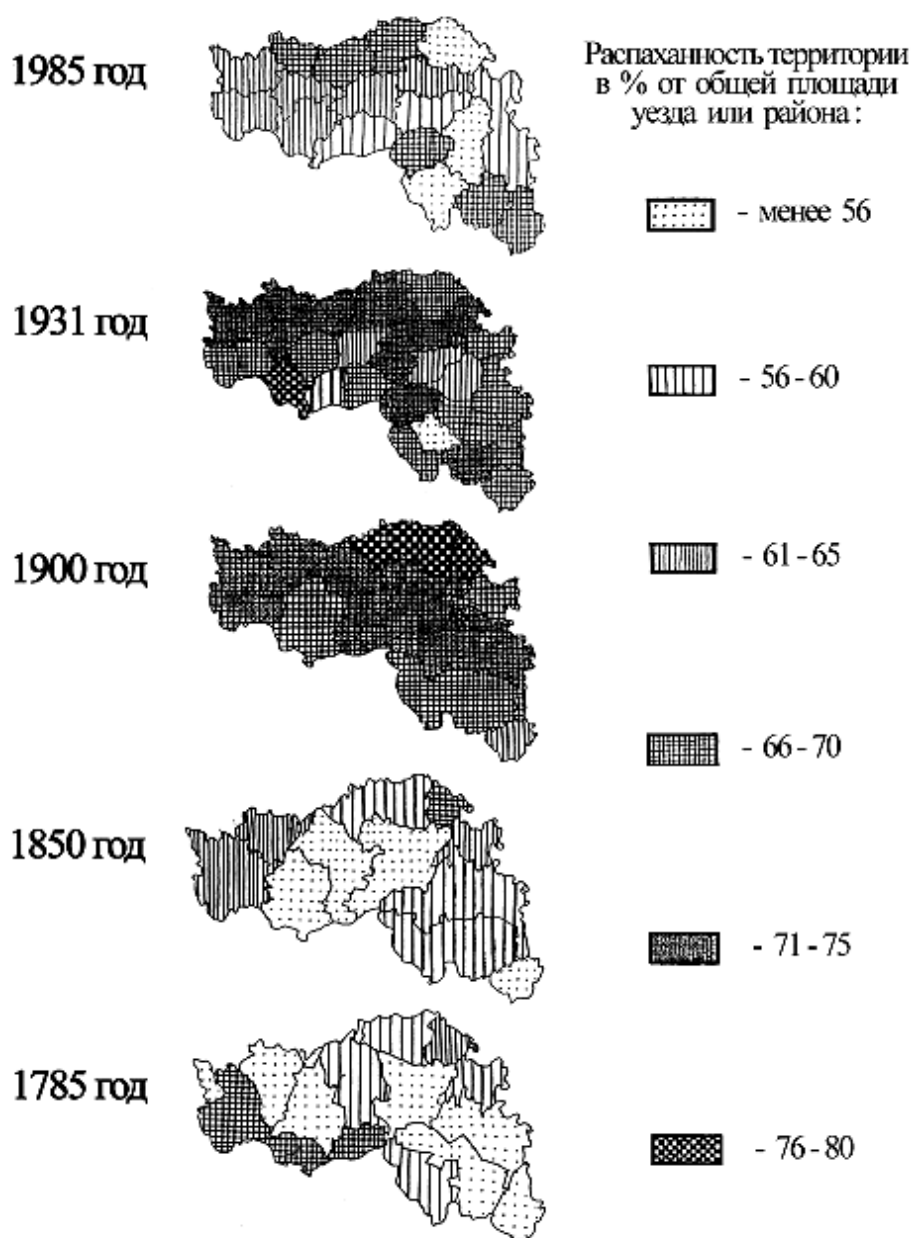 1985 год
Распаханность территории
в % от общей площади
уезда или района :
- менее 56
1931 год
- 56 - 60
1900 год
- 61 - 65
- 66 - 70
1850 год
- 71 - 75
1785 год
- 76 - 80